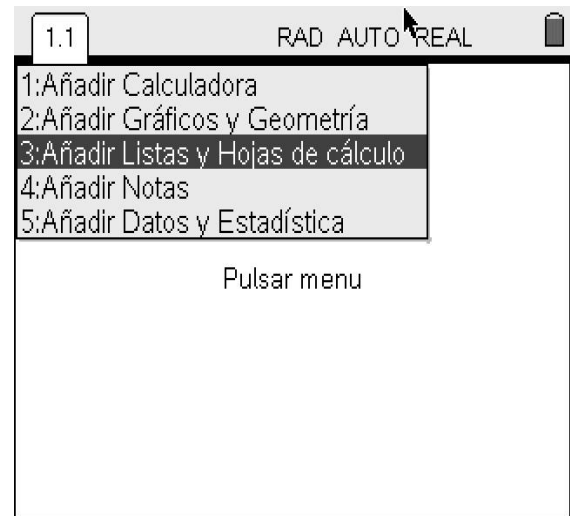 1.1 RAD AUTO REAL
1:Añadir Calculadora
2:Añadir Gráficos y Geometría
3:Añadir Listas y Hojas de cálculo
4:Añadir Notas
5:Añadir Datos y Estadística
Pulsar menu